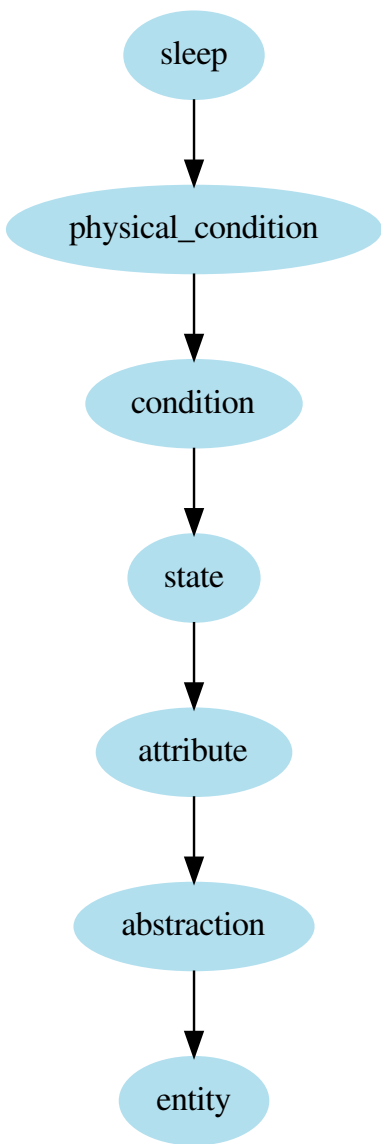 sleep
physical_condition
condition
state
attribute
abstraction
entity